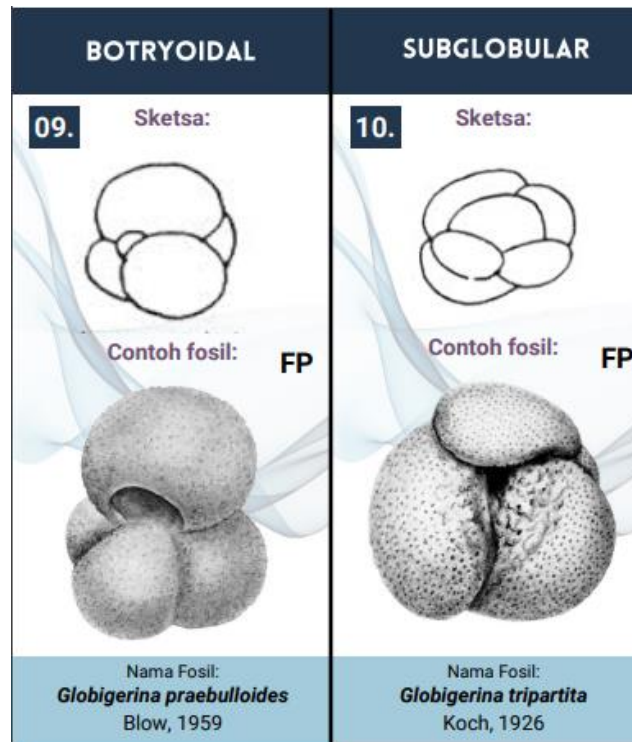 BOTRYOIDAL
09.
Sketsa:
Contoh fosil:
FP
Nama Fosil:
Globigerina praebulloides
Blow, 1959
SUBGLOBULAR
10.
Sketsa:
Contoh fosil:
FP
Nama Fosil:
Globigerina tripartita
Koch, 1926